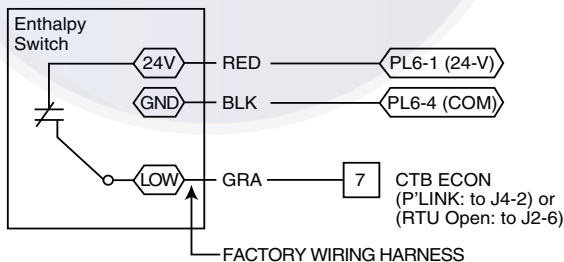 Enthalpy
Switch
24V
RED
PL6-1 (24-V)
GND
BLK
PL6-4 (COM)
LOW
GRA
7
CTB ECON
(P'LINK: to J4-2) or
(RTU Open: to J2-6)
FACTORY WIRING HARNESS